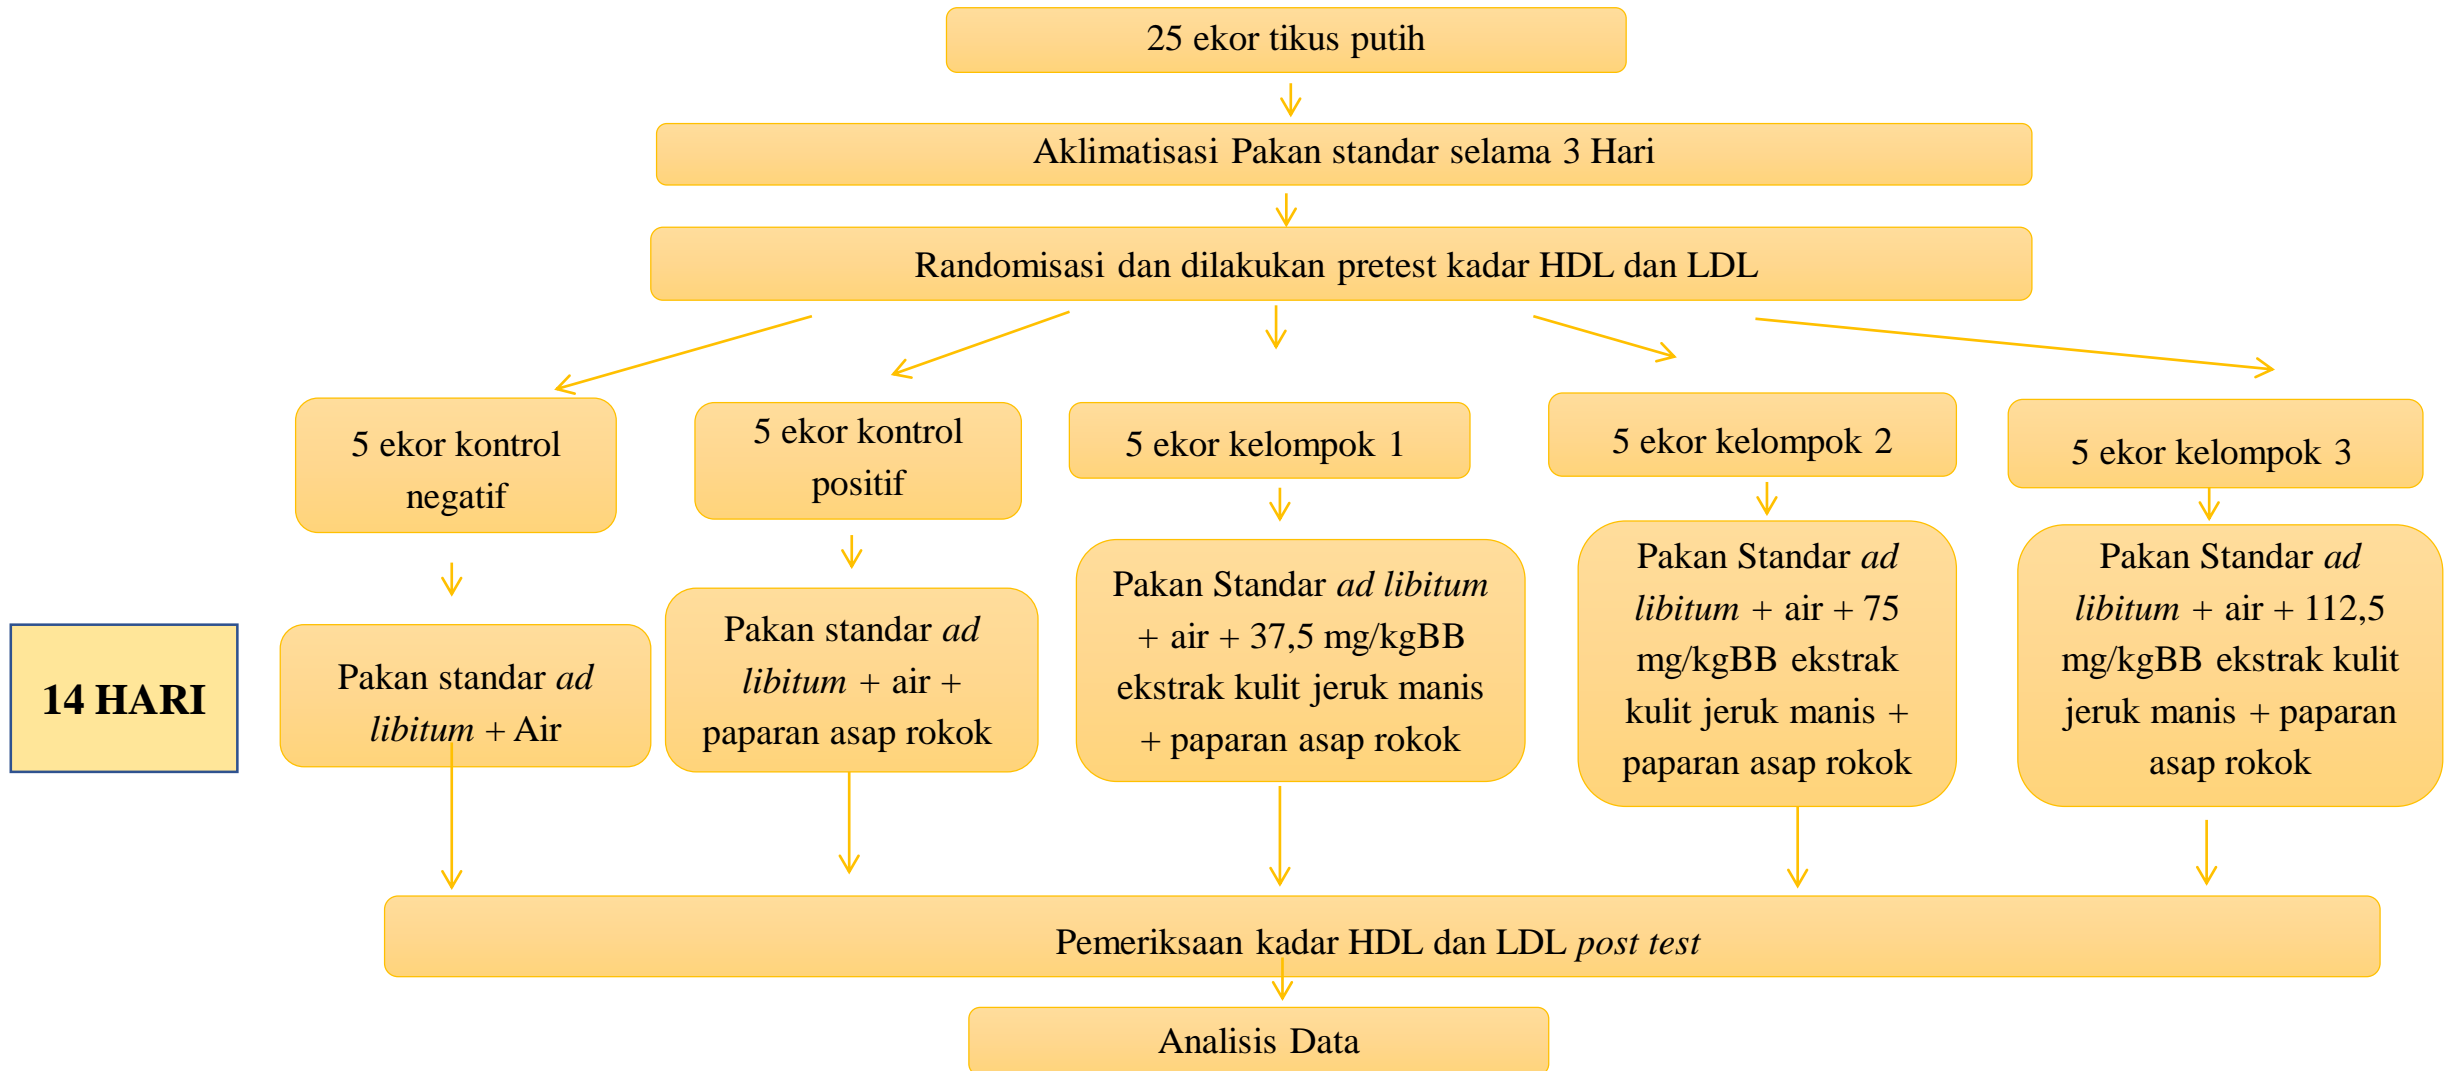 25 ekor tikus putih
Aklimatisasi Pakan standar selama 3 Hari
Randomisasi dan dilakukan pretest kadar HDL dan LDL
5 ekor kontrol
negatif
5 ekor kontrol
positif
5 ekor kelompok 1
5 ekor kelompok 2
5 ekor kelompok 3
14 HARI
Pakan standar ad
libitum + Air
Pakan standar ad
libitum + air +
paparan asap rokok
Pakan Standar ad libitum
+ air + 37,5 mg/kgBB
ekstrak kulit jeruk manis
+ paparan asap rokok
Pakan Standar ad
libitum + air + 75
mg/kgBB ekstrak
kulit jeruk manis +
paparan asap rokok
Pakan Standar ad
libitum + air + 112,5
mg/kgBB ekstrak kulit
jeruk manis + paparan
asap rokok
Pemeriksaan kadar HDL dan LDL post test
Analisis Data